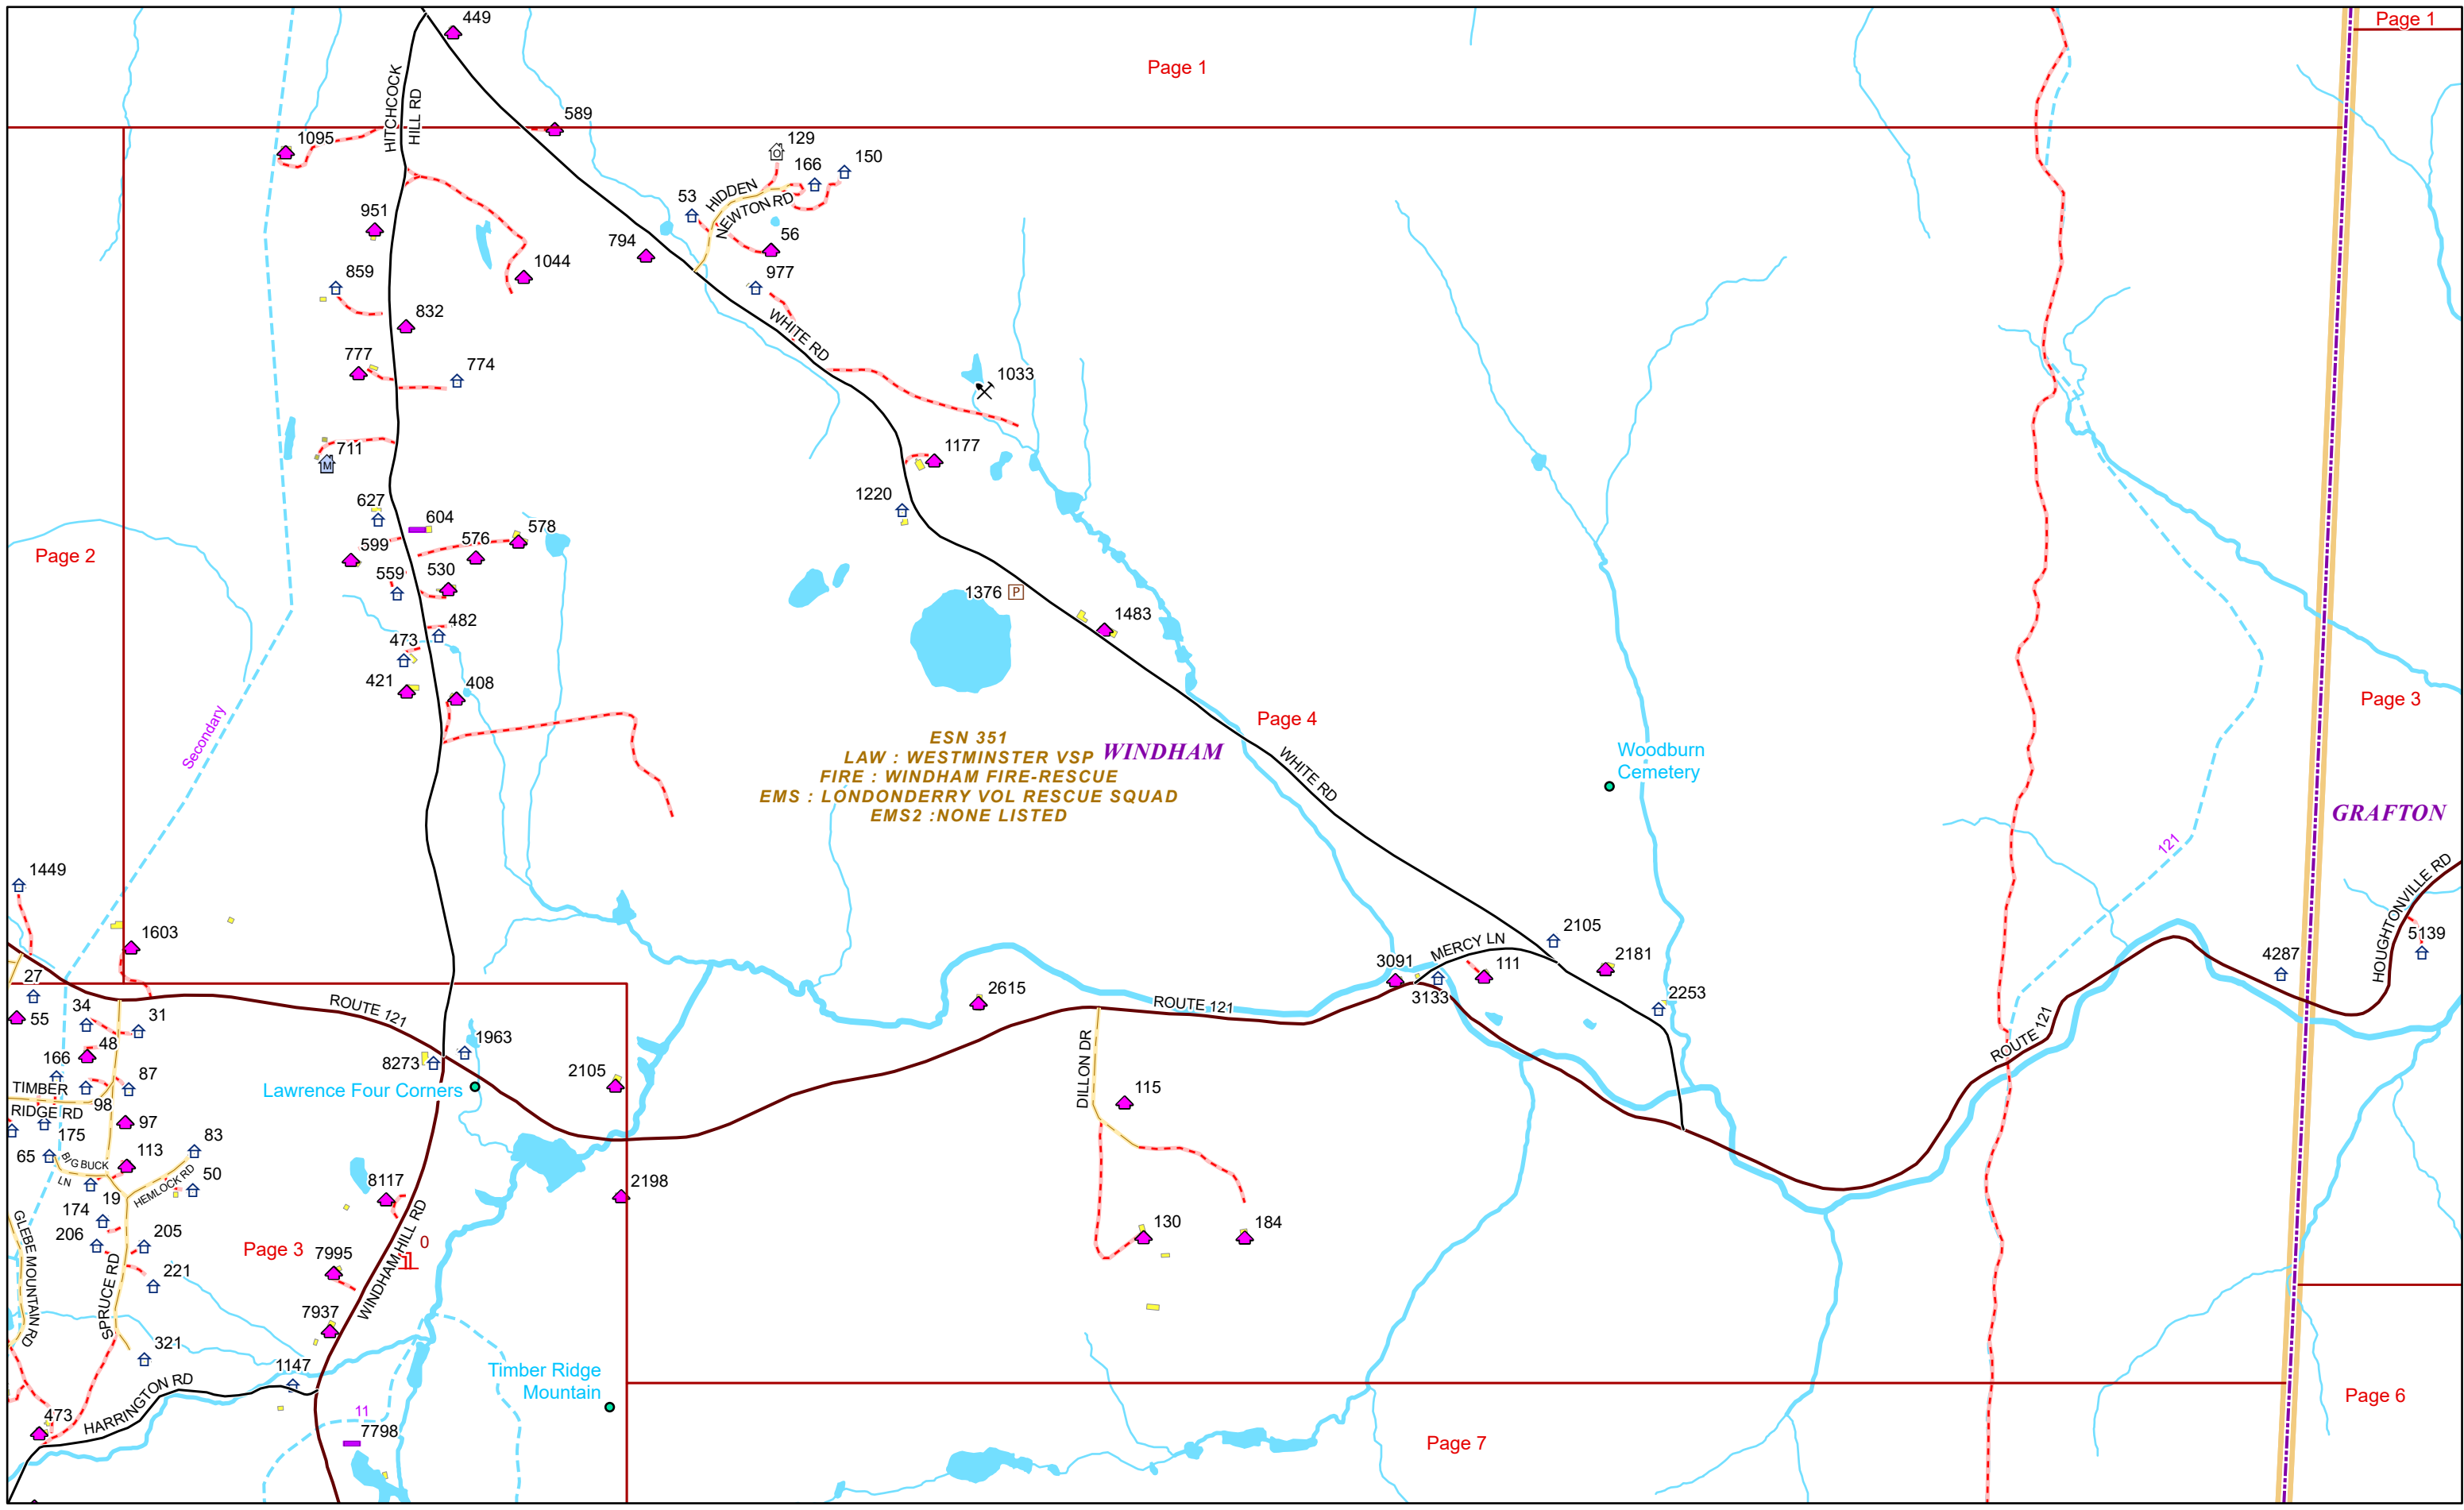 449
Page 1
Page 1
589
HITCHCOCK
HILL RD
1095
129
166
150
53
HIDDEN
NEWTON RD
951
56
794
1044
977
859
832
WHITE RD
777
774
1033
711
M
1177
1220
627
604
578
576
599
Page 2
559
530
1376
P
1483
482
473
421
408
Page 3
Page 4
Secondary
ESN 351
LAW : WESTMINSTER VSP
FIRE : WINDHAM FIRE-RESCUE
EMS : LONDONDERRY VOL RESCUE SQUAD
EMS2 :NONE LISTED
WINDHAM
WHITE RD
Woodburn
Cemetery
GRAFTON
121
1449
HOUGHTONVILLE RD
1603
2105
5139
MERCY LN
3091
111
2181
4287
27
2615
3133
2253
ROUTE 121
ROUTE 121
ROUTE 121
55
34
31
48
166
1963
8273
87
TIMBER
RIDGE RD
98
Lawrence Four Corners
2105
DILLON DR
115
97
175
83
65
113
BIG BUCK
LN
HEMLOCK RD
50
19
8117
2198
174
206
205
130
184
GLEBE MOUNTAIN RD
SPRUCE RD
Page 3
7995
0
1
WINDHAM HILL RD
221
7937
321
1147
Timber Ridge
Mountain
HARRINGTON RD
473
11
7798
Page 6
Page 7